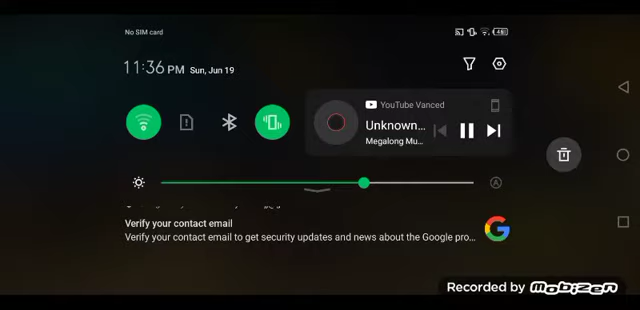 No SIM card
11:36 PM Sun, Jun 19
YouTube Vanced
Unknown...
Megalong Mu...
Verify your contact email
Verify your contact email to get security updates and news about the Google pro...
Recorded by Mobizen